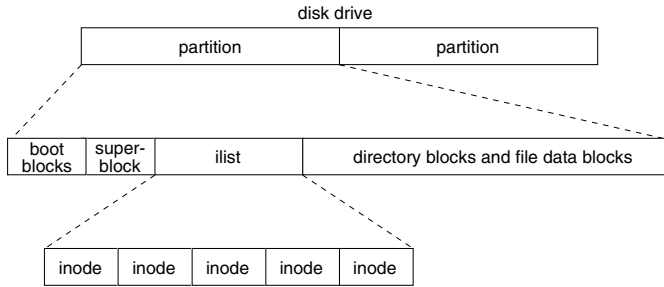 disk drive
partition partition
boot blocks super-block ilist directory blocks and file data blocks
inode inode inode inode inode